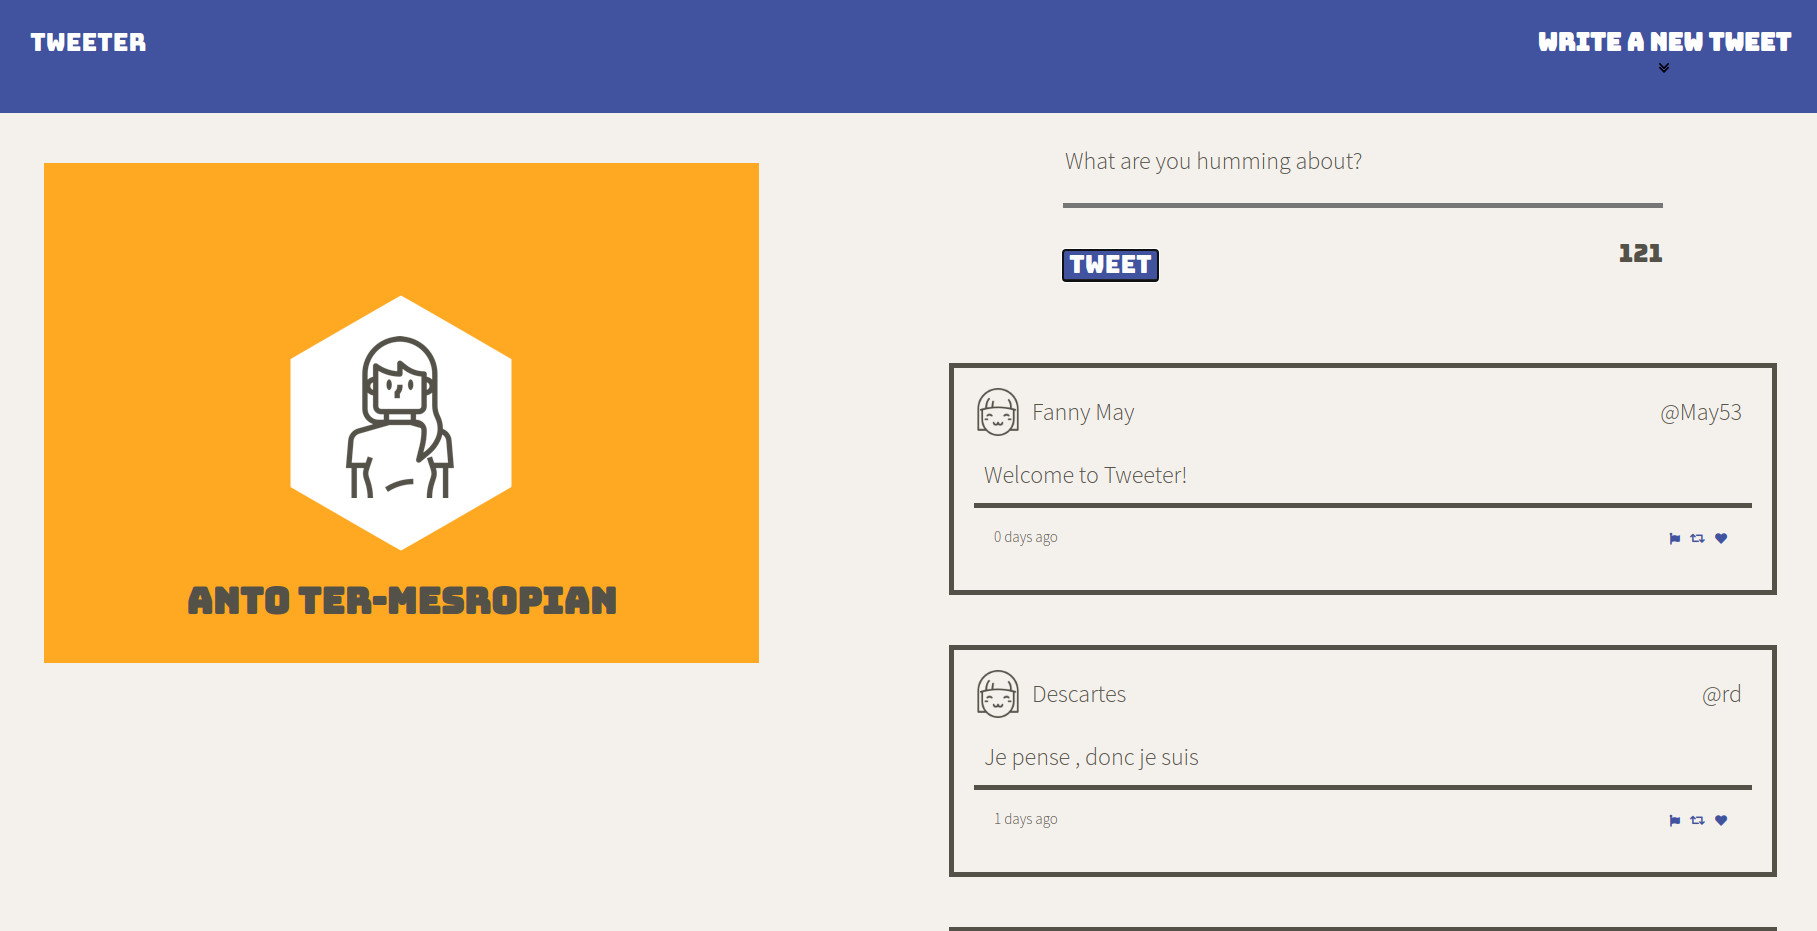 TWEETER
WRITE A NEW TWEET
ANTO TER-MESROPIAN
What are you humming about?
TWEET
121
Fanny May
@May53
Welcome to Tweeter!
0 days ago
Descartes
@rd
Je pense , donc je suis
1 days ago